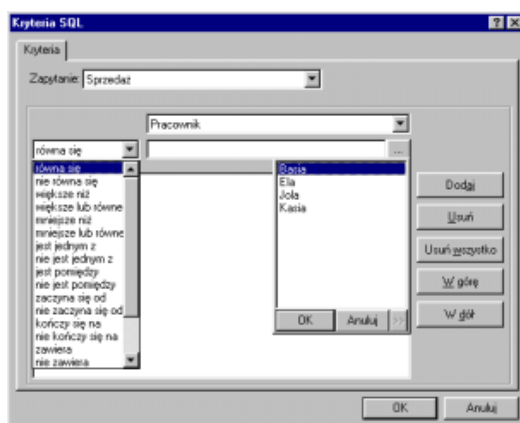 Kryteria SQL
Kryteria
Zapytanie: Sprzedaż
Pracownik
równa się
...
równa się
nie równa się
większe niż
większe lub równe
mniejsze niż
mniejsze lub równe
jest jednym z
nie jest jednym z
jest pomiędzy
nie jest pomiędzy
zaczyna się od
nie zaczyna się od
kończy się na
nie kończy się na
zawiera
nie zawiera
Basia
Ela
Jola
Kasia
OK Anuluj >>
Dodaj
Usuń
Usuń wszystko
W górę
W dół
OK Anuluj